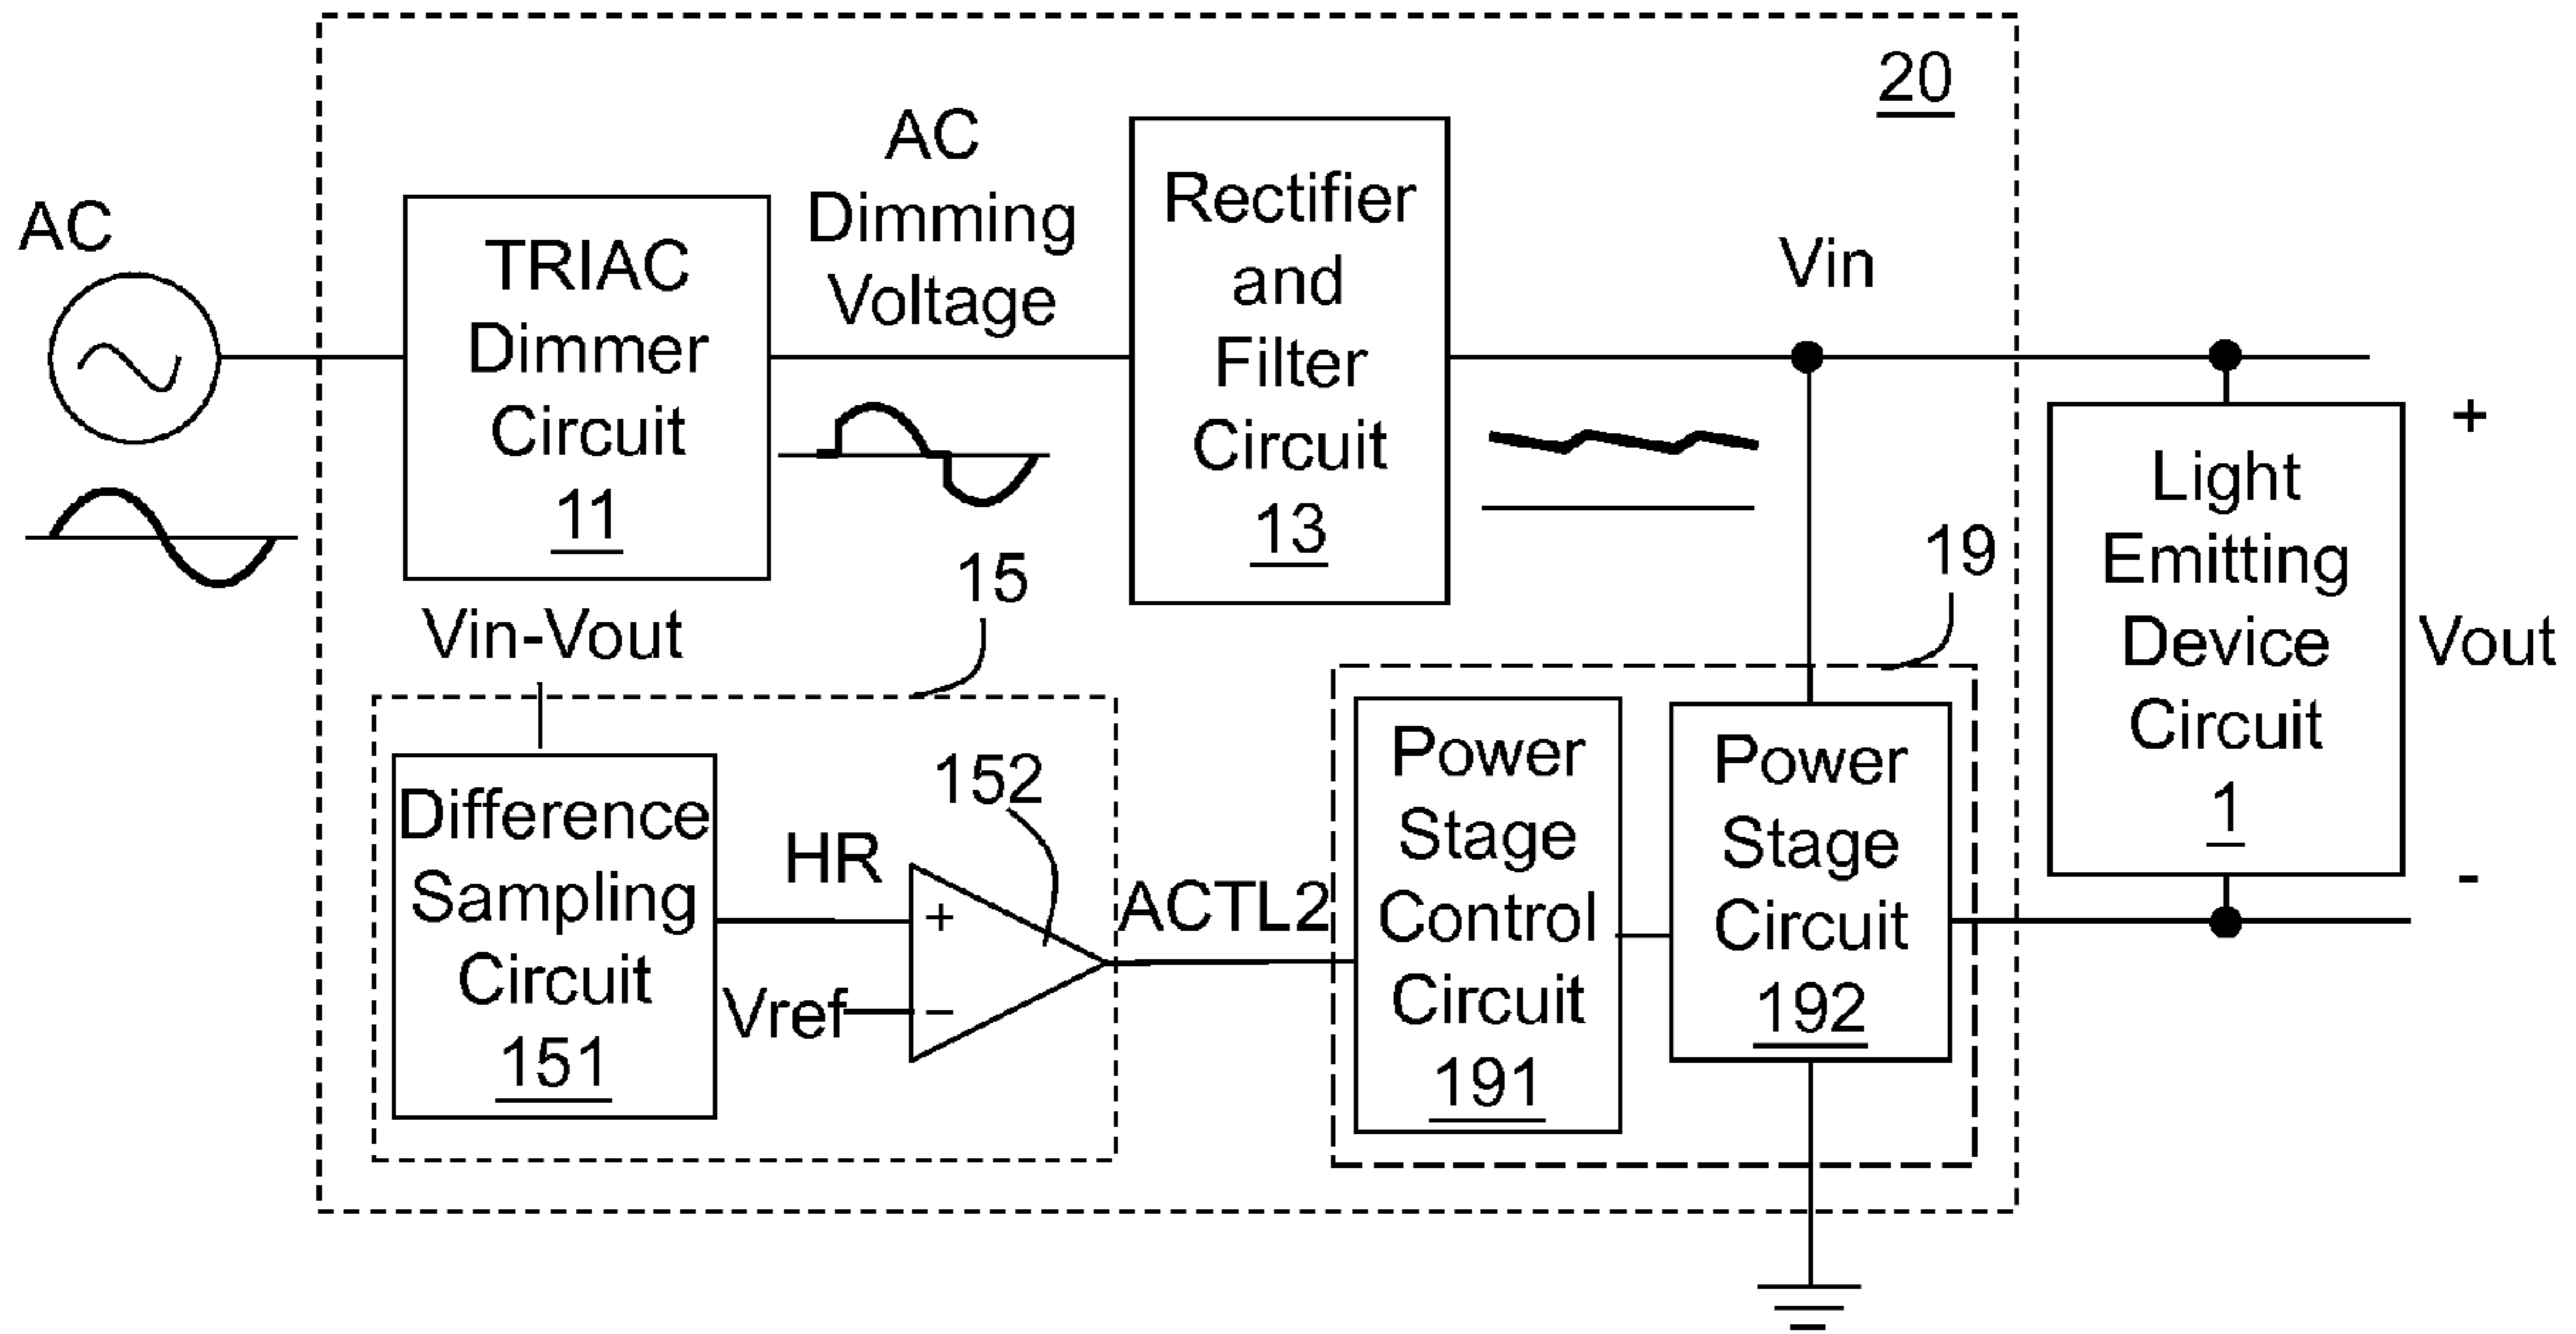 20
AC
TRIAC
Dimmer
Circuit
11
AC
Dimming
Voltage
Rectifier
and
Filter
Circuit
13
Vin
Light
Emitting
Device
Circuit
1
+
Vout
-
Vin-Vout
15
19
Difference
Sampling
Circuit
151
HR
Vref
+
−
152
ACTL2
Power
Stage
Control
Circuit
191
Power
Stage
Circuit
192